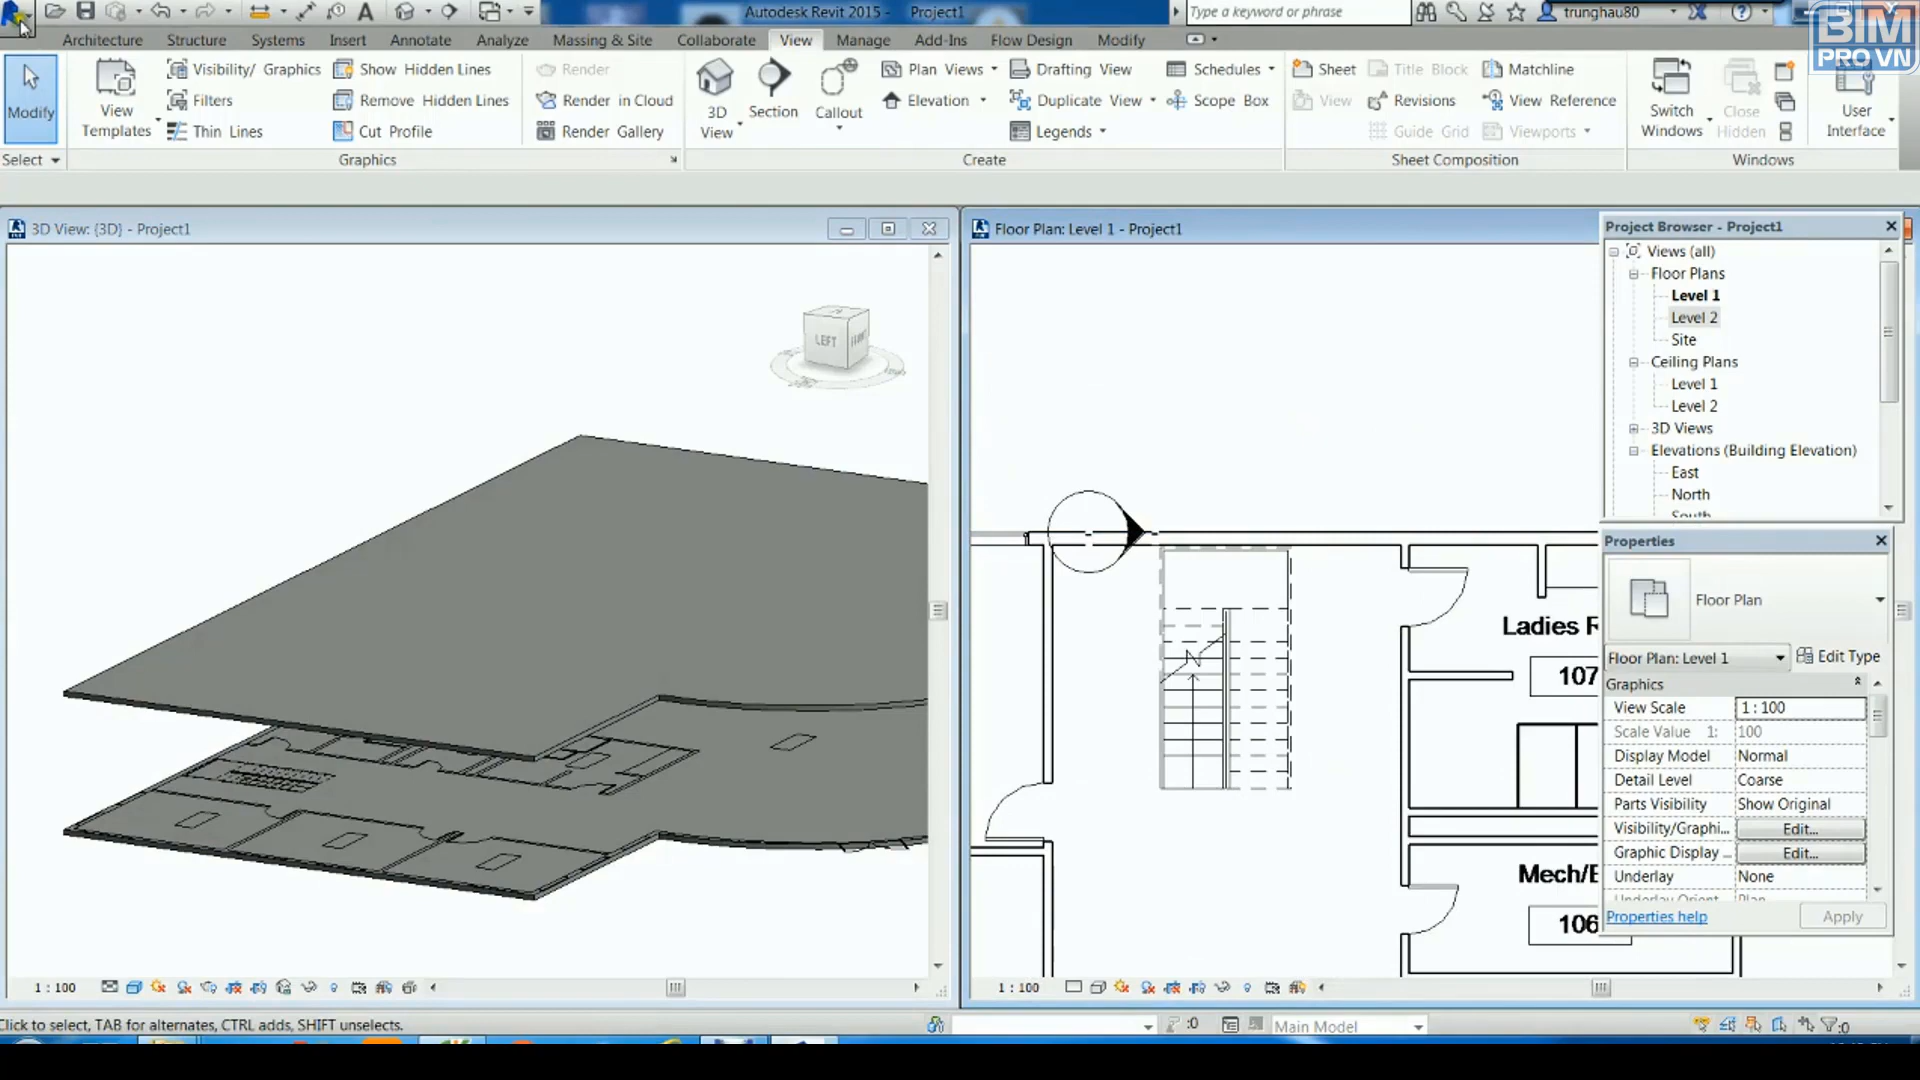 Autodesk Revit 2015 - Project1
Type a keyword or phrase
trunghau80
BIM
PRO VN
Architecture Structure Systems Insert Annotate Analyze Massing & Site Collaborate View Manage Add-Ins Flow Design Modify
Modify
Select
View Templates
Visibility/ Graphics
Filters
Thin Lines
Show Hidden Lines
Remove Hidden Lines
Cut Profile
Graphics
Render
Render in Cloud
Render Gallery
3D View
Section
Callout
Plan Views
Elevation
Drafting View
Duplicate View
Legends
Schedules
Scope Box
Create
Sheet
View
Title Block
Revisions
Guide Grid
Matchline
View Reference
Viewports
Sheet Composition
Switch Windows
Close Hidden
User Interface
Windows
3D View: {3D} - Project1
LEFT
Floor Plan: Level 1 - Project1
Ladies R
107
Mech/E
106
Project Browser - Project1
Views (all)
Floor Plans
Level 1
Level 2
Site
Ceiling Plans
Level 1
Level 2
3D Views
Elevations (Building Elevation)
East
North
South
Properties
Floor Plan
Floor Plan: Level 1
Edit Type
Graphics
View Scale 1 : 100
Scale Value 1: 100
Display Model Normal
Detail Level Coarse
Parts Visibility Show Original
Visibility/Graphi... Edit...
Graphic Display ... Edit...
Underlay None
Underlay Orient Plan
Properties help
Apply
1 : 100
1 : 100
Click to select, TAB for alternates, CTRL adds, SHIFT unselects.
:0
Main Model
:0